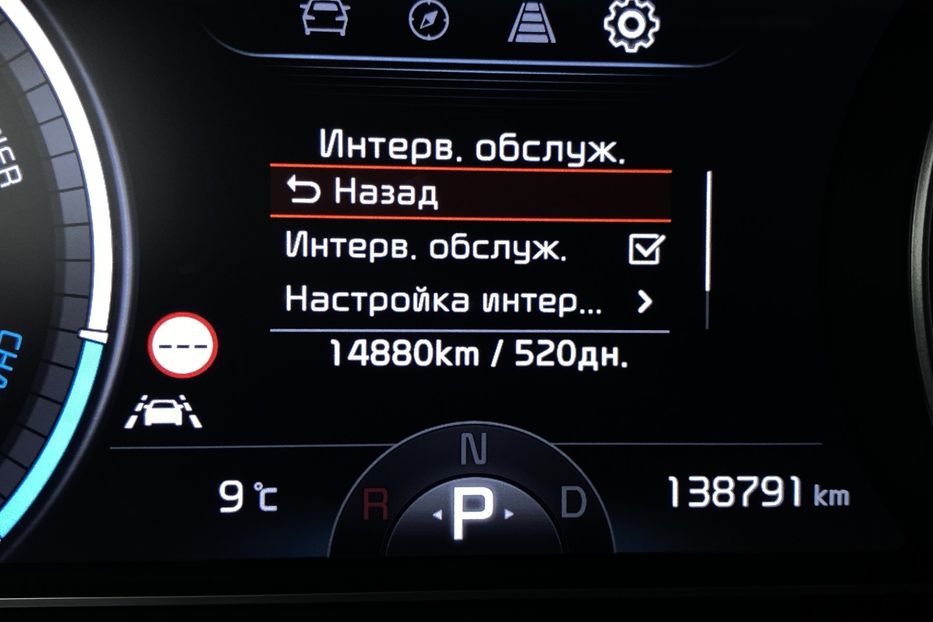 Интерв. обслуж.
Назад
Интерв. обслуж.
Настройка интер...
14880km / 520дн.
---
N
R P D
9 °C
138791 km